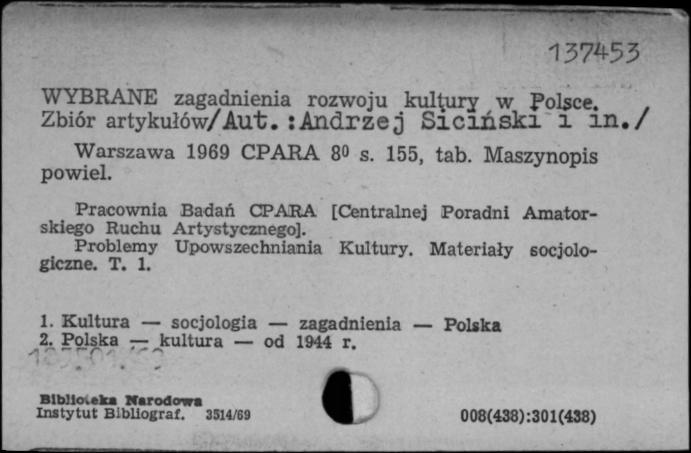 137453
WYBRANE zagadnienia rozwoju kultury w Polsce.
Zbiór artykułów/Aut.:Andrzej Siciński i in./
Warszawa 1969 CPARA 8⁰ s. 155, tab. Maszynopis
powiel.
Pracownia Badań CPARA [Centralnej Poradni Amator-
skiego Ruchu Artystycznego].
Problemy Upowszechniania Kultury. Materiały socjolo-
giczne. T. 1.
1. Kultura — socjologia — zagadnienia — Polska
2. Polska — kultura — od 1944 r.
Biblioteka Narodowa
Instytut Bibliograf. 3514/69
008(438):301(438)